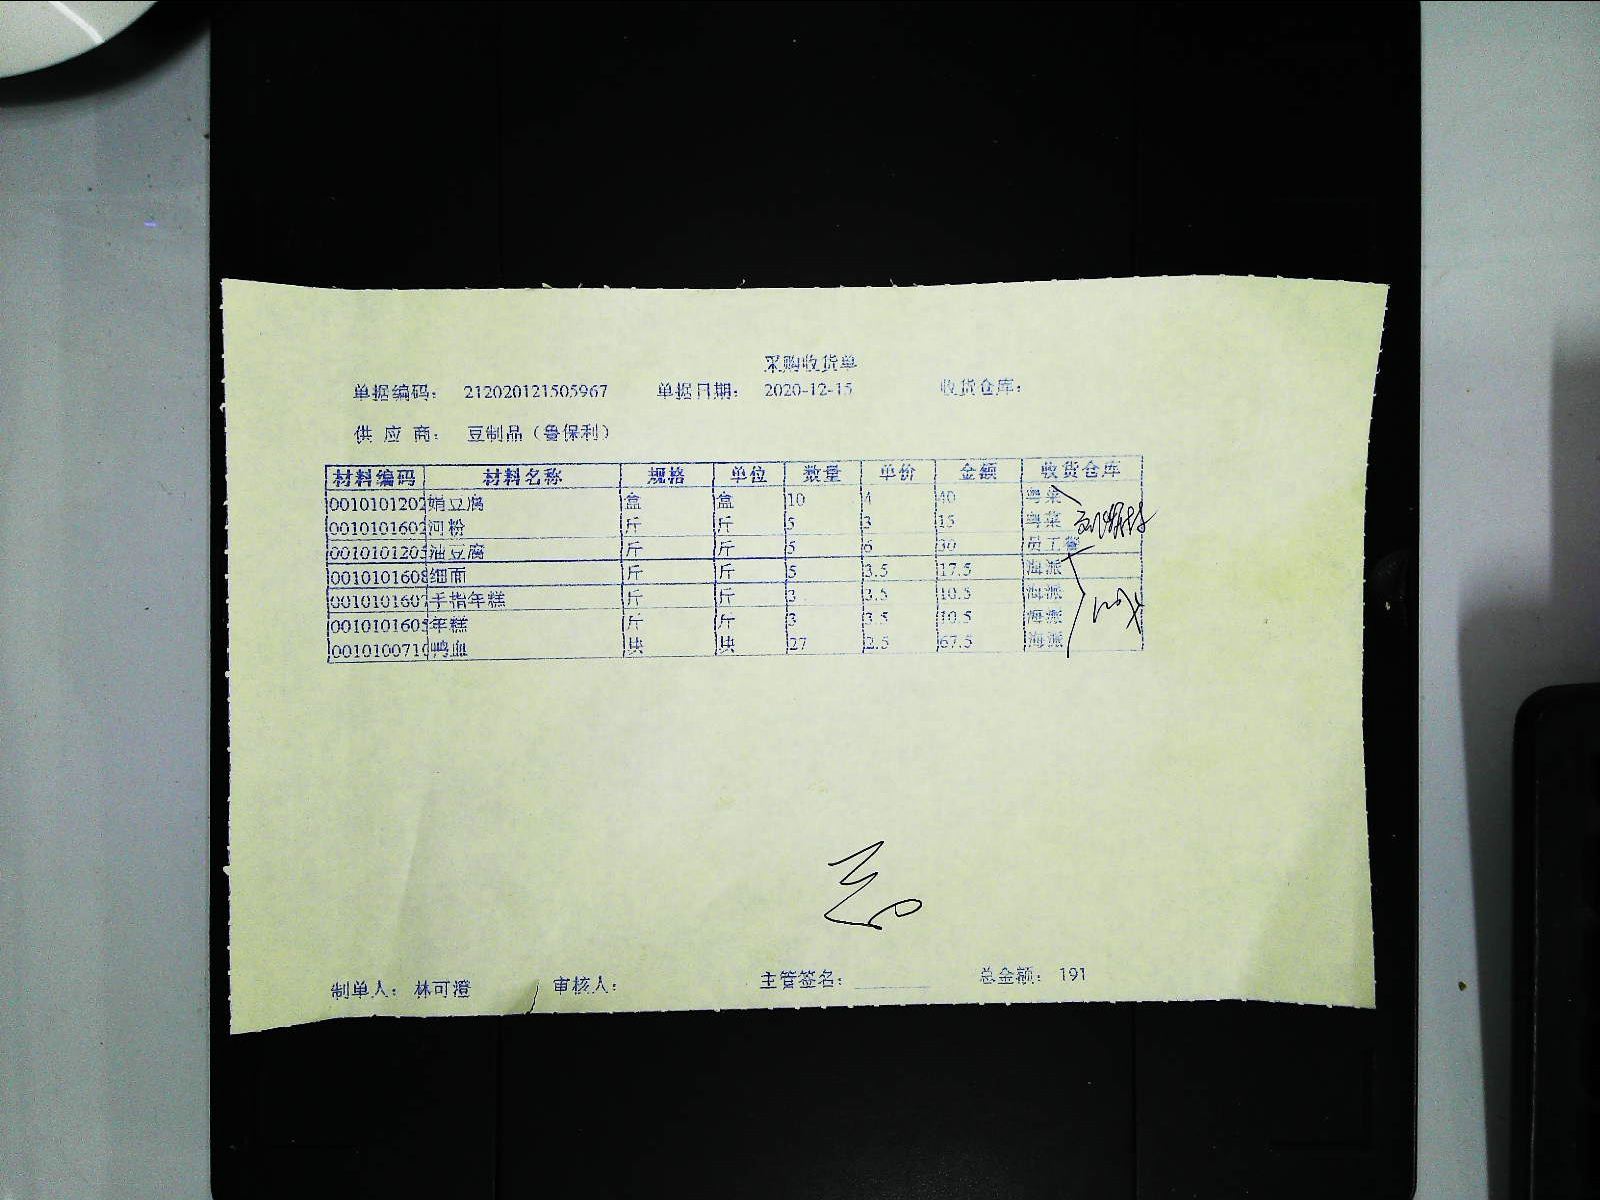 采购收货单
单据编码： 212020121505967 单据日期： 2020-12-15 收货仓库：
供 应 商： 豆制品（鲁保利）
材料编码 材料名称 规格 单位 数量 单价 金额 收货仓库
0010101202 娟豆腐 盒 盒 10 4 40 粤菜
0010101602 河粉 斤 斤 5 3 15 粤菜
0010101205 油豆腐 斤 斤 5 6 30 员工餐
0010101608 细面 斤 斤 5 3.5 17.5 海派
0010101607 手指年糕 斤 斤 3 3.5 10.5 海派
0010101605 年糕 斤 斤 3 3.5 10.5 海派
0010100710 鸭血 块 块 27 2.5 67.5 海派
制单人： 林可澄 审核人： 主管签名： 总金额： 191